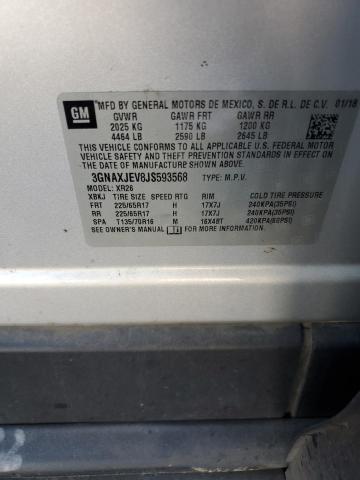 GM MFD BY GENERAL MOTORS DE MEXICO, S. DE R.L. DE C.V. 01/18
GVWR GAWR FRT GAWR RR
2025 KG 1175 KG 1200 KG
4464 LB 2590 LB 2645 LB
THIS VEHICLE CONFORMS TO ALL APPLICABLE U.S. FEDERAL MOTOR
VEHICLE SAFETY, BUMPER, AND THEFT PREVENTION
STANDARDS IN EFFECT ON THE
DATE OF MANUFACTURE SHOWN ABOVE.
3GNAXJEV8JS593568 TYPE: M.P.V.
MODEL: XR26
XBKJ TIRE SIZE SPEED RTG RIM COLD TIRE PRESSURE
FRT 225/65R17 H 17X7J 240KPA(35PSI)
RR 225/65R17 H 17X7J 240KPA(35PSI)
SPA T135/70R16 M 16X4BT 420KPA(60PSI)
SEE OWNER'S MANUAL FOR ADDITIONAL INFORMATION.